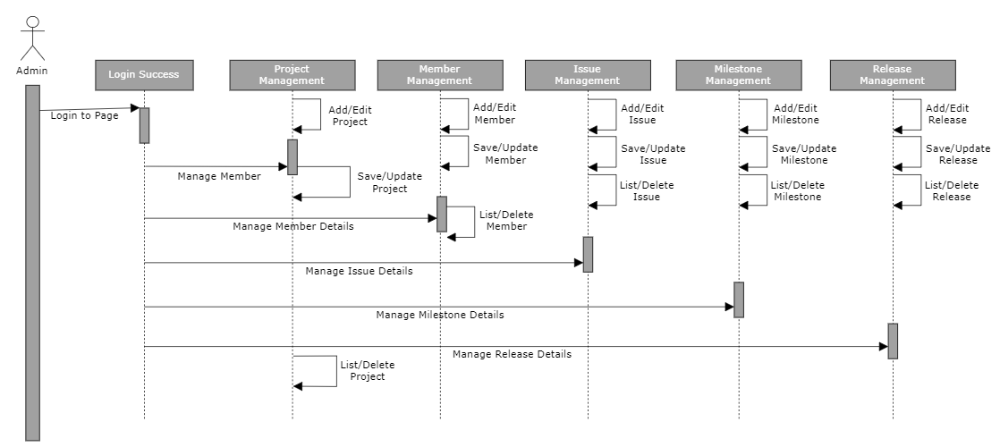 Admin
Login Success
Project
Management
Member
Management
Issue
Management
Milestone
Management
Release
Management
Login to Page
Add/Edit
Project
Add/Edit
Member
Add/Edit
Issue
Add/Edit
Milestone
Add/Edit
Release
Save/Update
Member
Save/Update
Issue
Save/Update
Milestone
Save/Update
Release
Manage Member
Save/Update
Project
List/Delete
Issue
List/Delete
Milestone
List/Delete
Release
Manage Member Details
List/Delete
Member
Manage Issue Details
Manage Milestone Details
Manage Release Details
List/Delete
Project